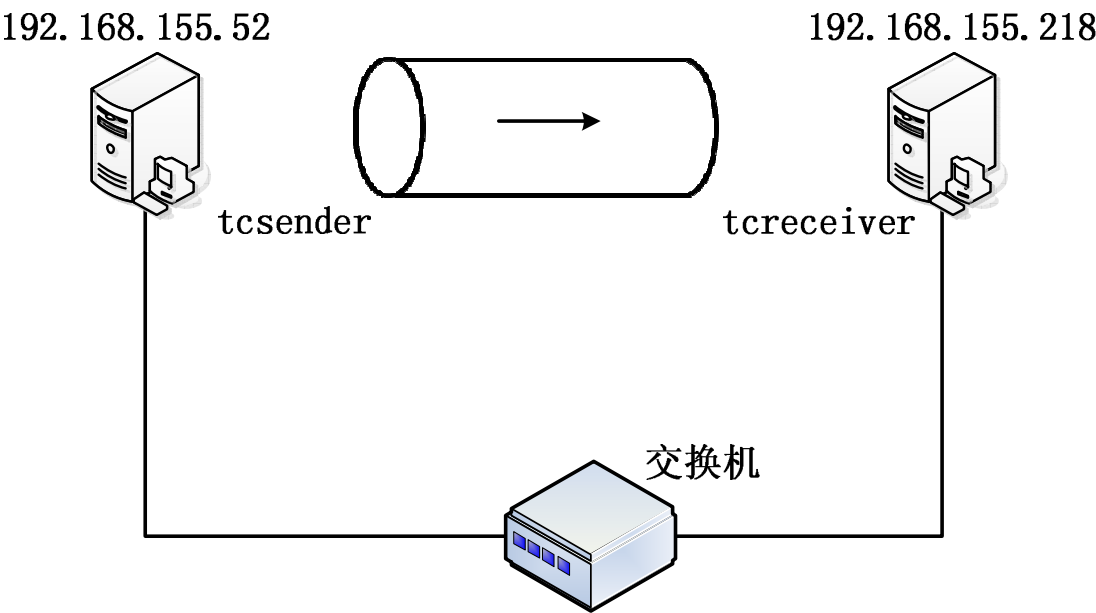 192.168.155.52
192.168.155.218
tcsender
tcreceiver
交换机